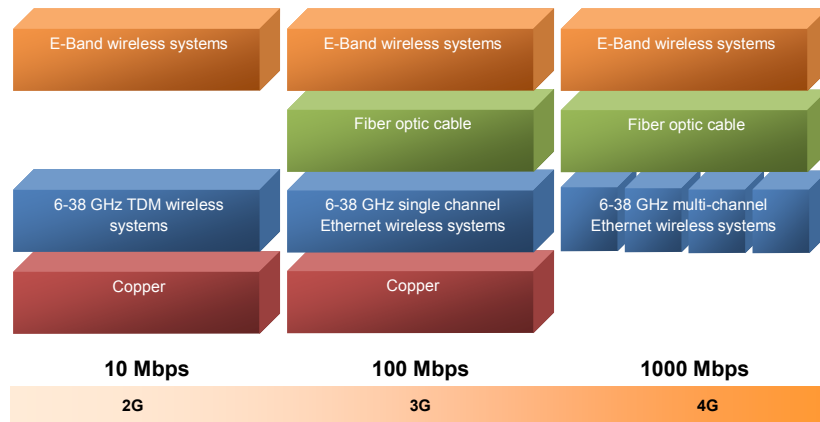 E-Band wireless systems
E-Band wireless systems
E-Band wireless systems
Fiber optic cable
Fiber optic cable
6-38 GHz TDM wireless
systems
6-38 GHz single channel
Ethernet wireless systems
6-38 GHz multi-channel
Ethernet wireless systems
Copper
Copper
10 Mbps
100 Mbps
1000 Mbps
2G
3G
4G